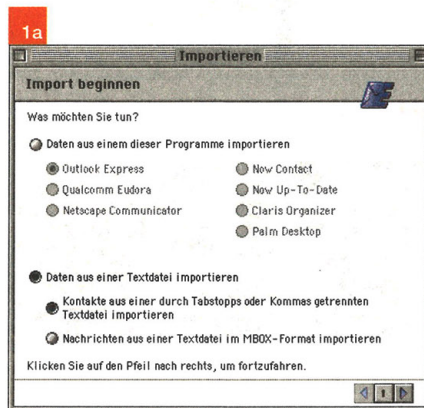 1a
Importieren
Import beginnen
Was möchten Sie tun?
Daten aus einem dieser Programme importieren
Outlook Express
Now Contact
Qualcomm Eudora
Now Up-To-Date
Netscape Communicator
Claris Organizer
Palm Desktop
Daten aus einer Textdatei importieren
Kontakte aus einer durch Tabstopps oder Kommas getrennten
Textdatei importieren
Nachrichten aus einer Textdatei im MBOX-Format importieren
Klicken Sie auf den Pfeil nach rechts, um fortzufahren.